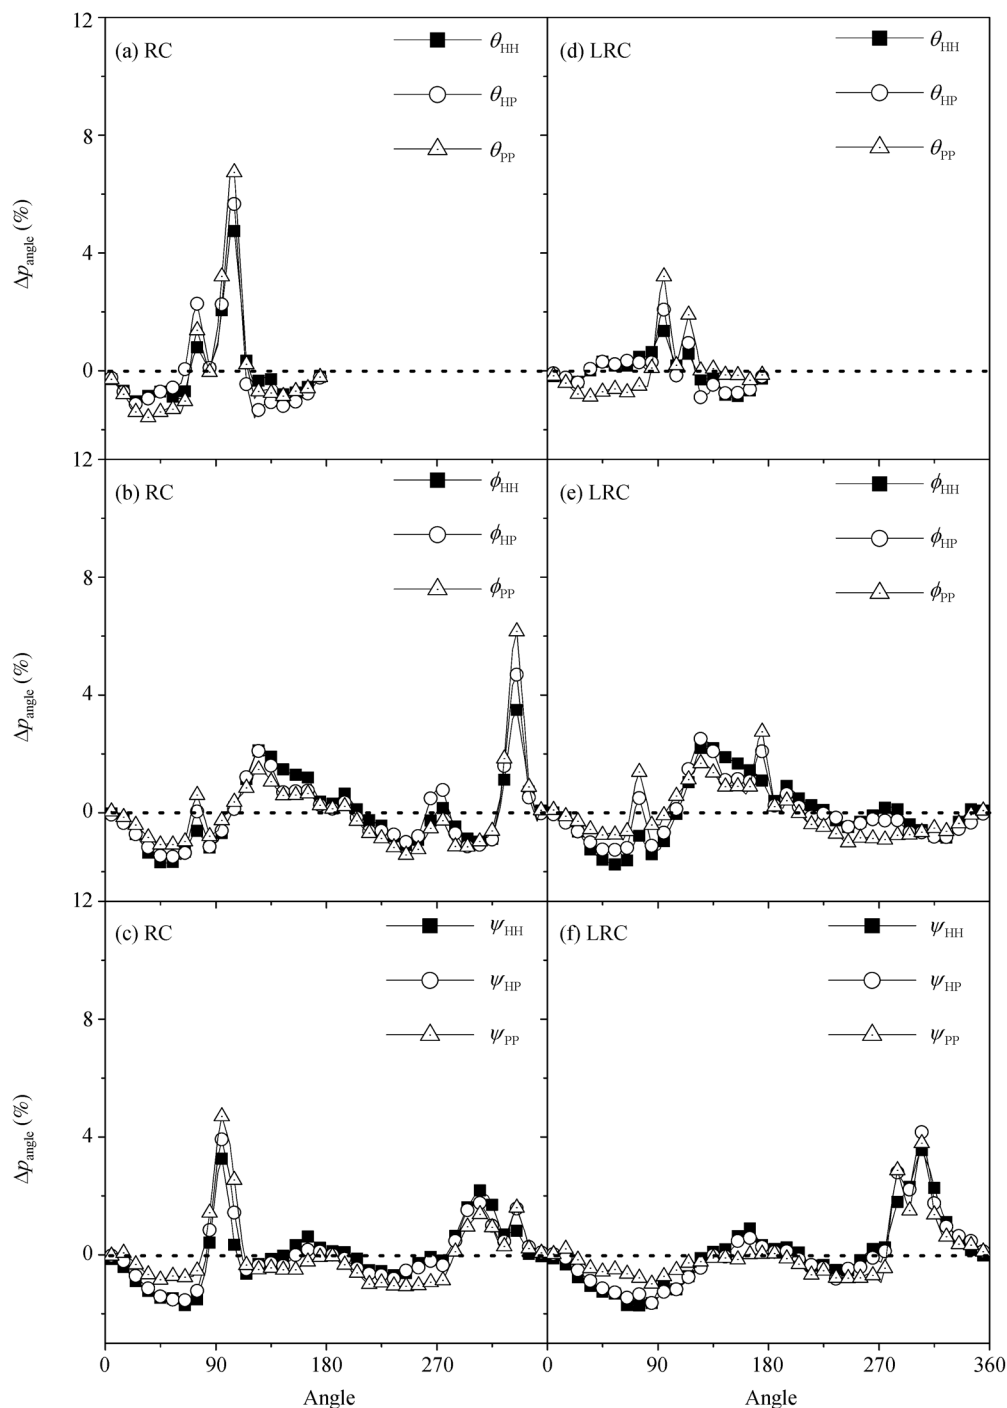 12
8
4
0
Δp_angle (%)
(a) RC
θ_HH
θ_HP
θ_PP
(d) LRC
θ_HH
θ_HP
θ_PP
12
8
4
0
Δp_angle (%)
(b) RC
ϕ_HH
ϕ_HP
ϕ_PP
(e) LRC
ϕ_HH
ϕ_HP
ϕ_PP
12
8
4
0
Δp_angle (%)
(c) RC
ψ_HH
ψ_HP
ψ_PP
(f) LRC
ψ_HH
ψ_HP
ψ_PP
0 90 180 270 0 90 180 270 360
Angle Angle